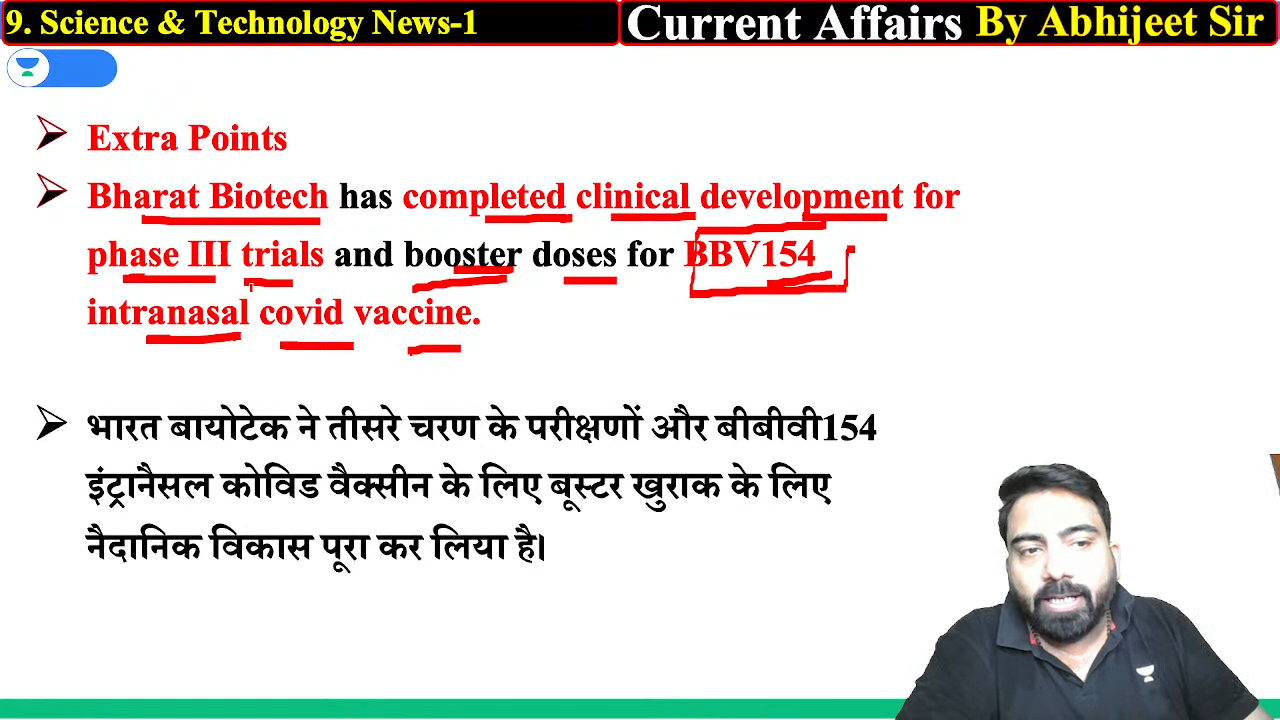 9. Science & Technology News-1
Current Affairs By Abhijeet Sir
Extra Points
Bharat Biotech has completed clinical development for
phase III trials and booster doses for BBV154
intranasal covid vaccine.
भारत बायोटेक ने तीसरे चरण के परीक्षणों और बीबीवी154
इंट्रानैसल कोविड वैक्सीन के लिए बूस्टर खुराक के लिए
नैदानिक विकास पूरा कर लिया है।